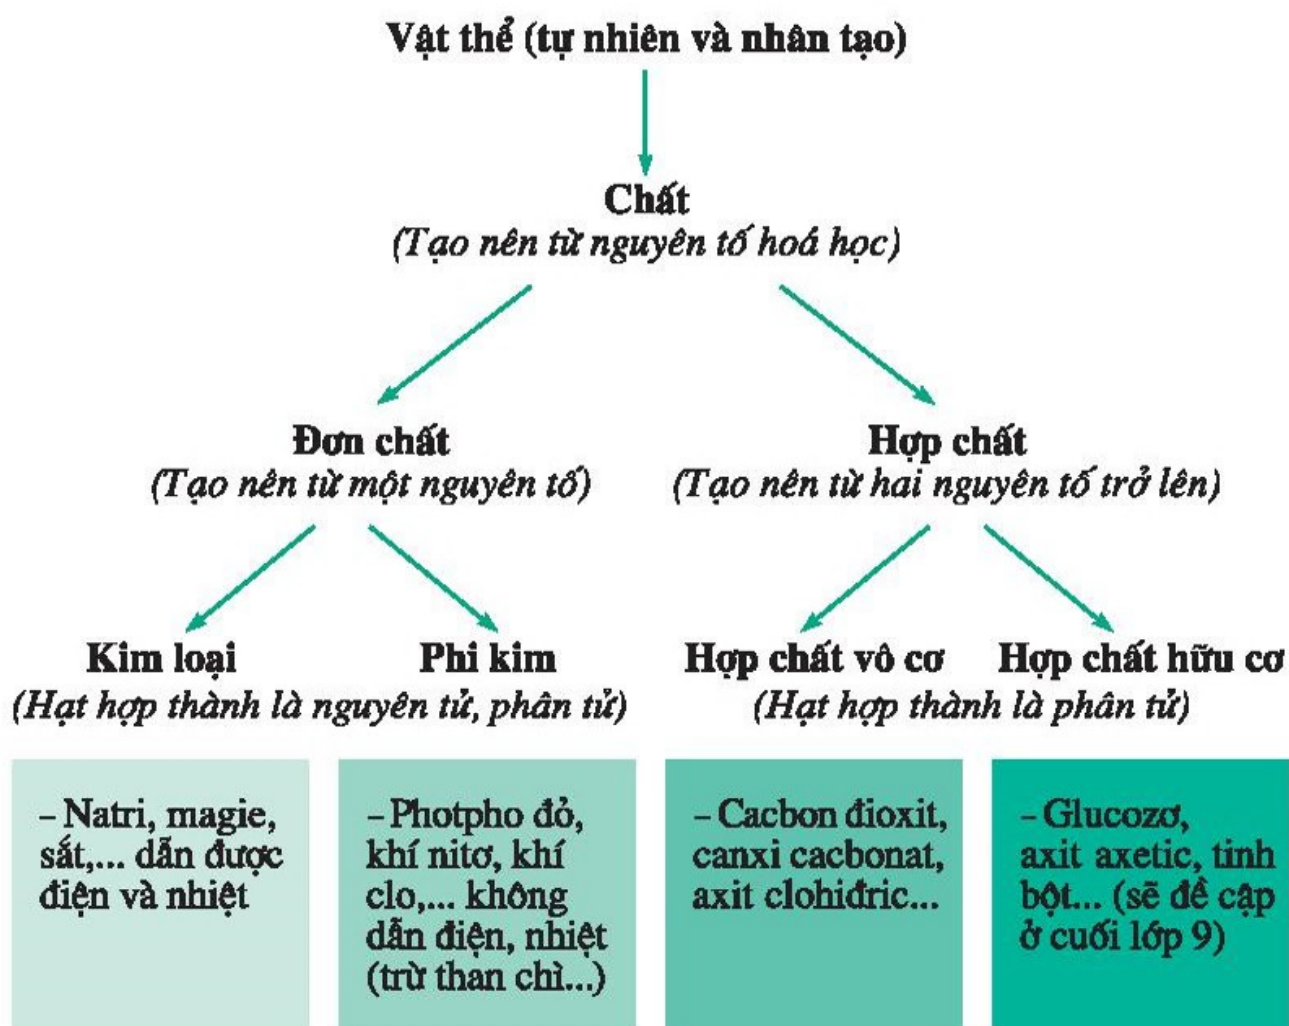 Vật thể (tự nhiên và nhân tạo)
Chất
(Tạo nên từ nguyên tố hoá học)
Đơn chất
(Tạo nên từ một nguyên tố)
Hợp chất
(Tạo nên từ hai nguyên tố trở lên)
Kim loại
Phi kim
(Hạt hợp thành là nguyên tử, phân tử)
Hợp chất vô cơ
Hợp chất hữu cơ
(Hạt hợp thành là phân tử)
– Natri, magie,
sắt,... dẫn được
điện và nhiệt
– Photpho đỏ,
khí nitơ, khí
clo,... không
dẫn điện, nhiệt
(trừ than chì...)
– Cacbon đioxit,
canxi cacbonat,
axit clohiđric...
– Glucozơ,
axit axetic, tinh
bột... (sẽ đề cập
ở cuối lớp 9)